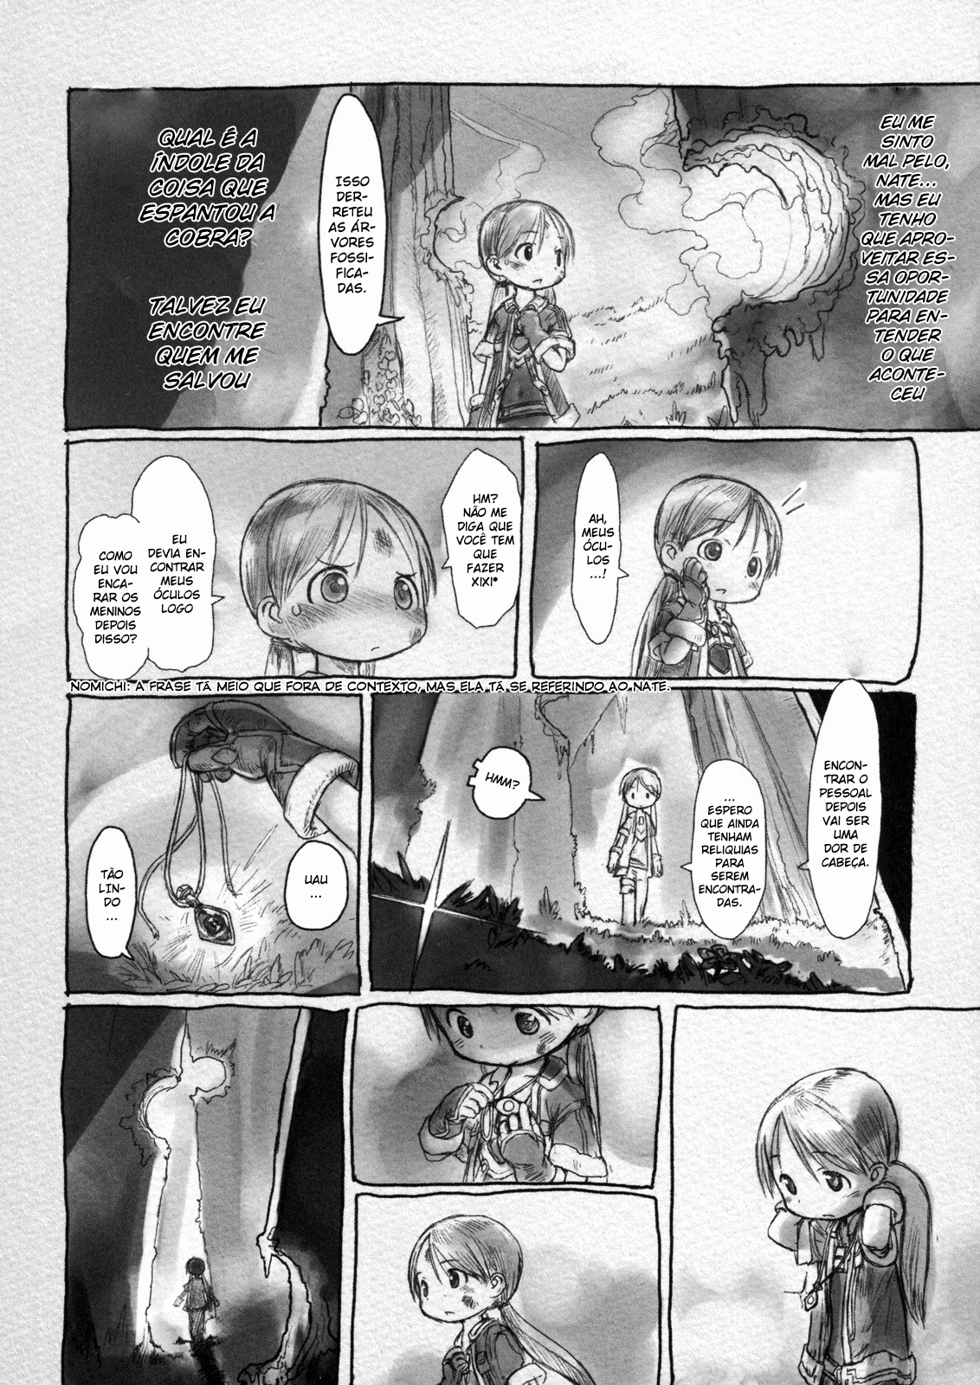 EU ME
SINTO
MAL PELO,
NATE...
MAS EU
TENHO
QUE APRO-
VEITAR ES-
SA OPOR-
TUNIDADE
PARA EN-
TENDER
O QUE
ACONTE-
CEU
ISSO
DER-
RETEU
AS ÁR-
VORES
FOSSI-
FICA-
DAS.
QUAL É A
ÍNDOLE DA
COISA QUE
ESPANTOU A
COBRA?
TALVEZ EU
ENCONTRE
QUEM ME
SALVOU
AH,
MEUS
ÓCU-
LOS
...!
HM?
NÃO ME
DIGA QUE
VOCÊ TEM
QUE
FAZER
XIXI*
EU
DEVIA EN-
CONTRAR
MEUS
ÓCULOS
LOGO
COMO
EU VOU
ENCA-
RAR OS
MENINOS
DEPOIS
DISSO?
NOMICHI: A FRASE TÁ MEIO QUE FORA DE CONTEXTO, MAS ELA TÁ SE REFERINDO AO NATE.
ENCON-
TRAR O
PESSOAL
DEPOIS
VAI SER
UMA
DOR DE
CABEÇA.
...
ESPERO
QUE AINDA
TENHAM
RELIQUIAS
PARA
SEREM
ENCONTRA-
DAS.
HMM?
UAU
...
TÃO
LIN-
DO
...